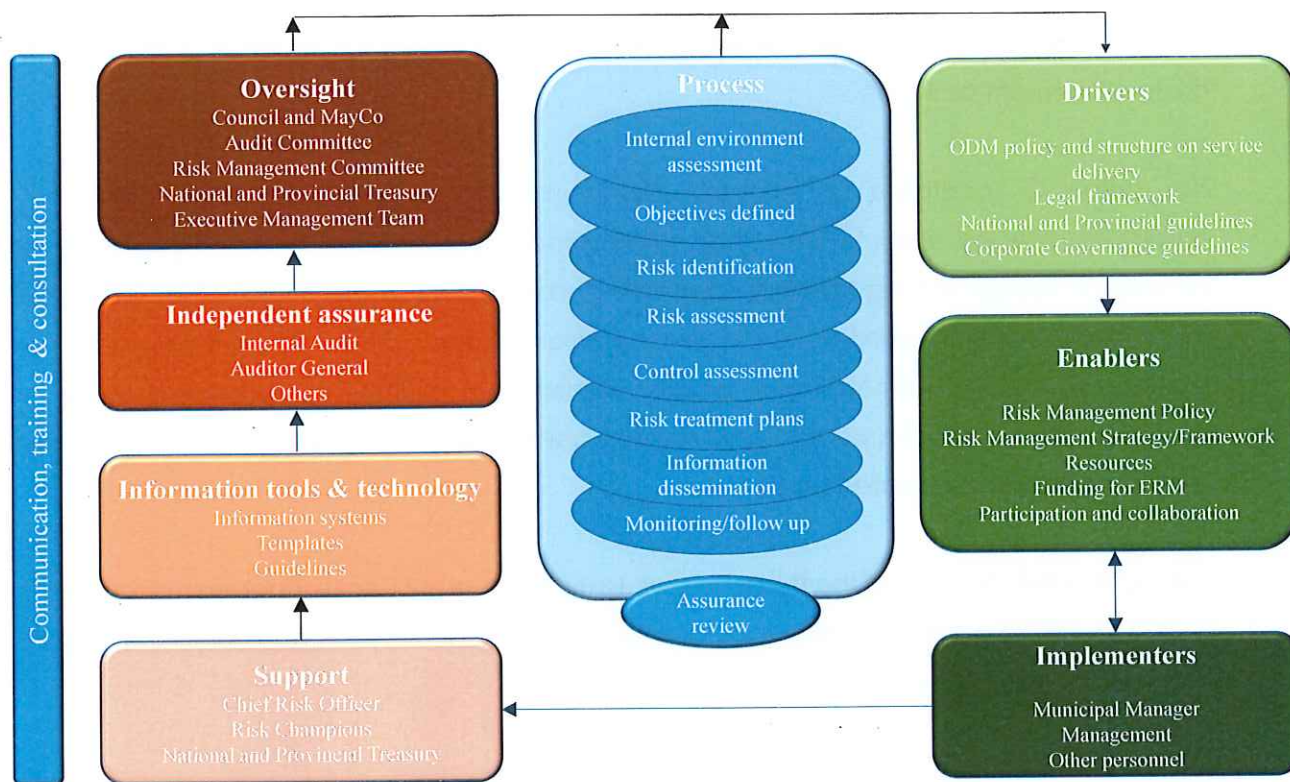 Communication, training & consultation
Oversight
Council and MayCo
Audit Committee
Risk Management Committee
National and Provincial Treasury
Executive Management Team
Independent assurance
Internal Audit
Auditor General
Others
Information tools & technology
Information systems
Templates
Guidelines
Support
Chief Risk Officer
Risk Champions
National and Provincial Treasury
Process
Internal environment
assessment
Objectives defined
Risk identification
Risk assessment
Control assessment
Risk treatment plans
Information
dissemination
Monitoring/follow up
Assurance
review
Drivers
ODM policy and structure on service
delivery
Legal framework
National and Provincial guidelines
Corporate Governance guidelines
Enablers
Risk Management Policy
Risk Management Strategy/Framework
Resources
Funding for ERM
Participation and collaboration
Implementers
Municipal Manager
Management
Other personnel